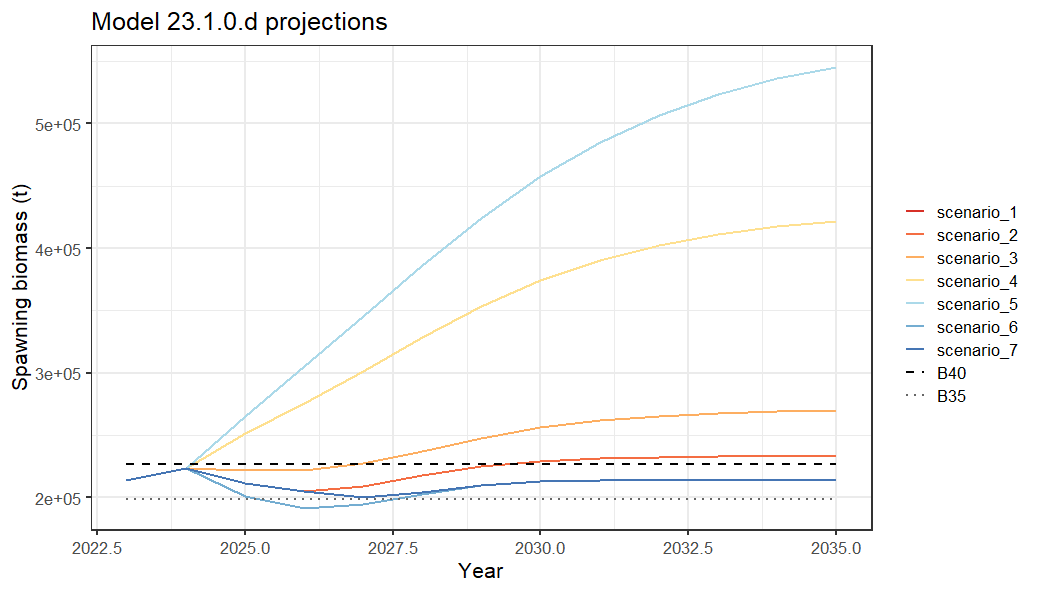 Model 23.1.0.d projections
Spawning biomass (t)
5e+05
4e+05
3e+05
2e+05
2022.5 2025.0 2027.5 2030.0 2032.5 2035.0
Year
scenario_1
scenario_2
scenario_3
scenario_4
scenario_5
scenario_6
scenario_7
B40
B35